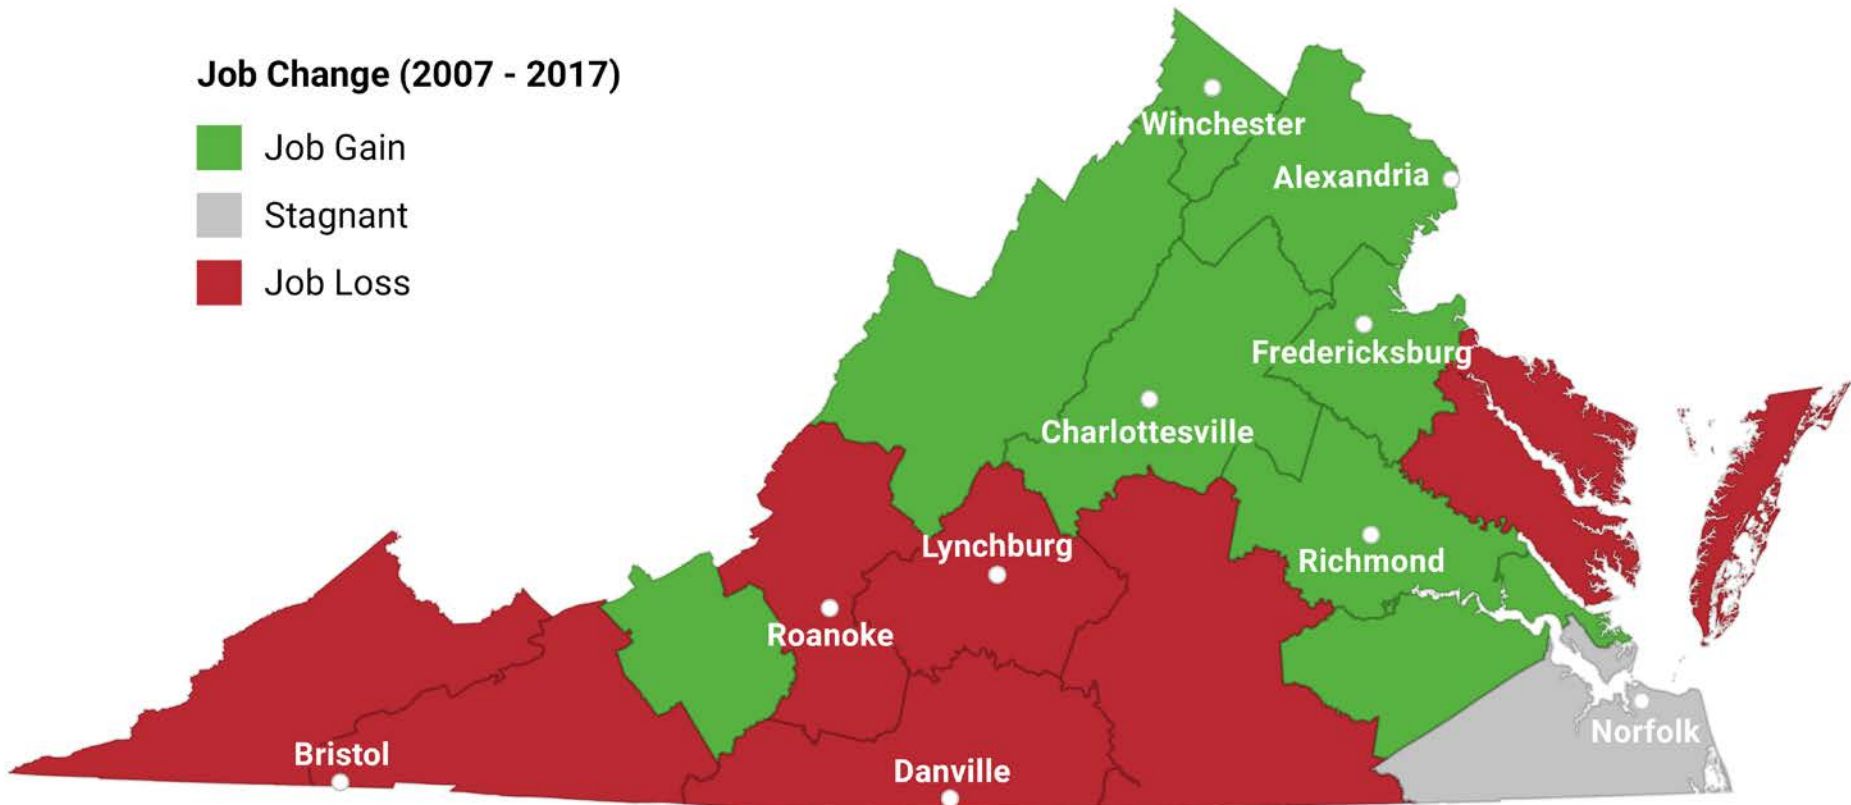 Job Change (2007 - 2017)
Job Gain
Stagnant
Job Loss
Winchester
Alexandria
Fredericksburg
Charlottesville
Lynchburg
Richmond
Roanoke
Norfolk
Bristol
Danville